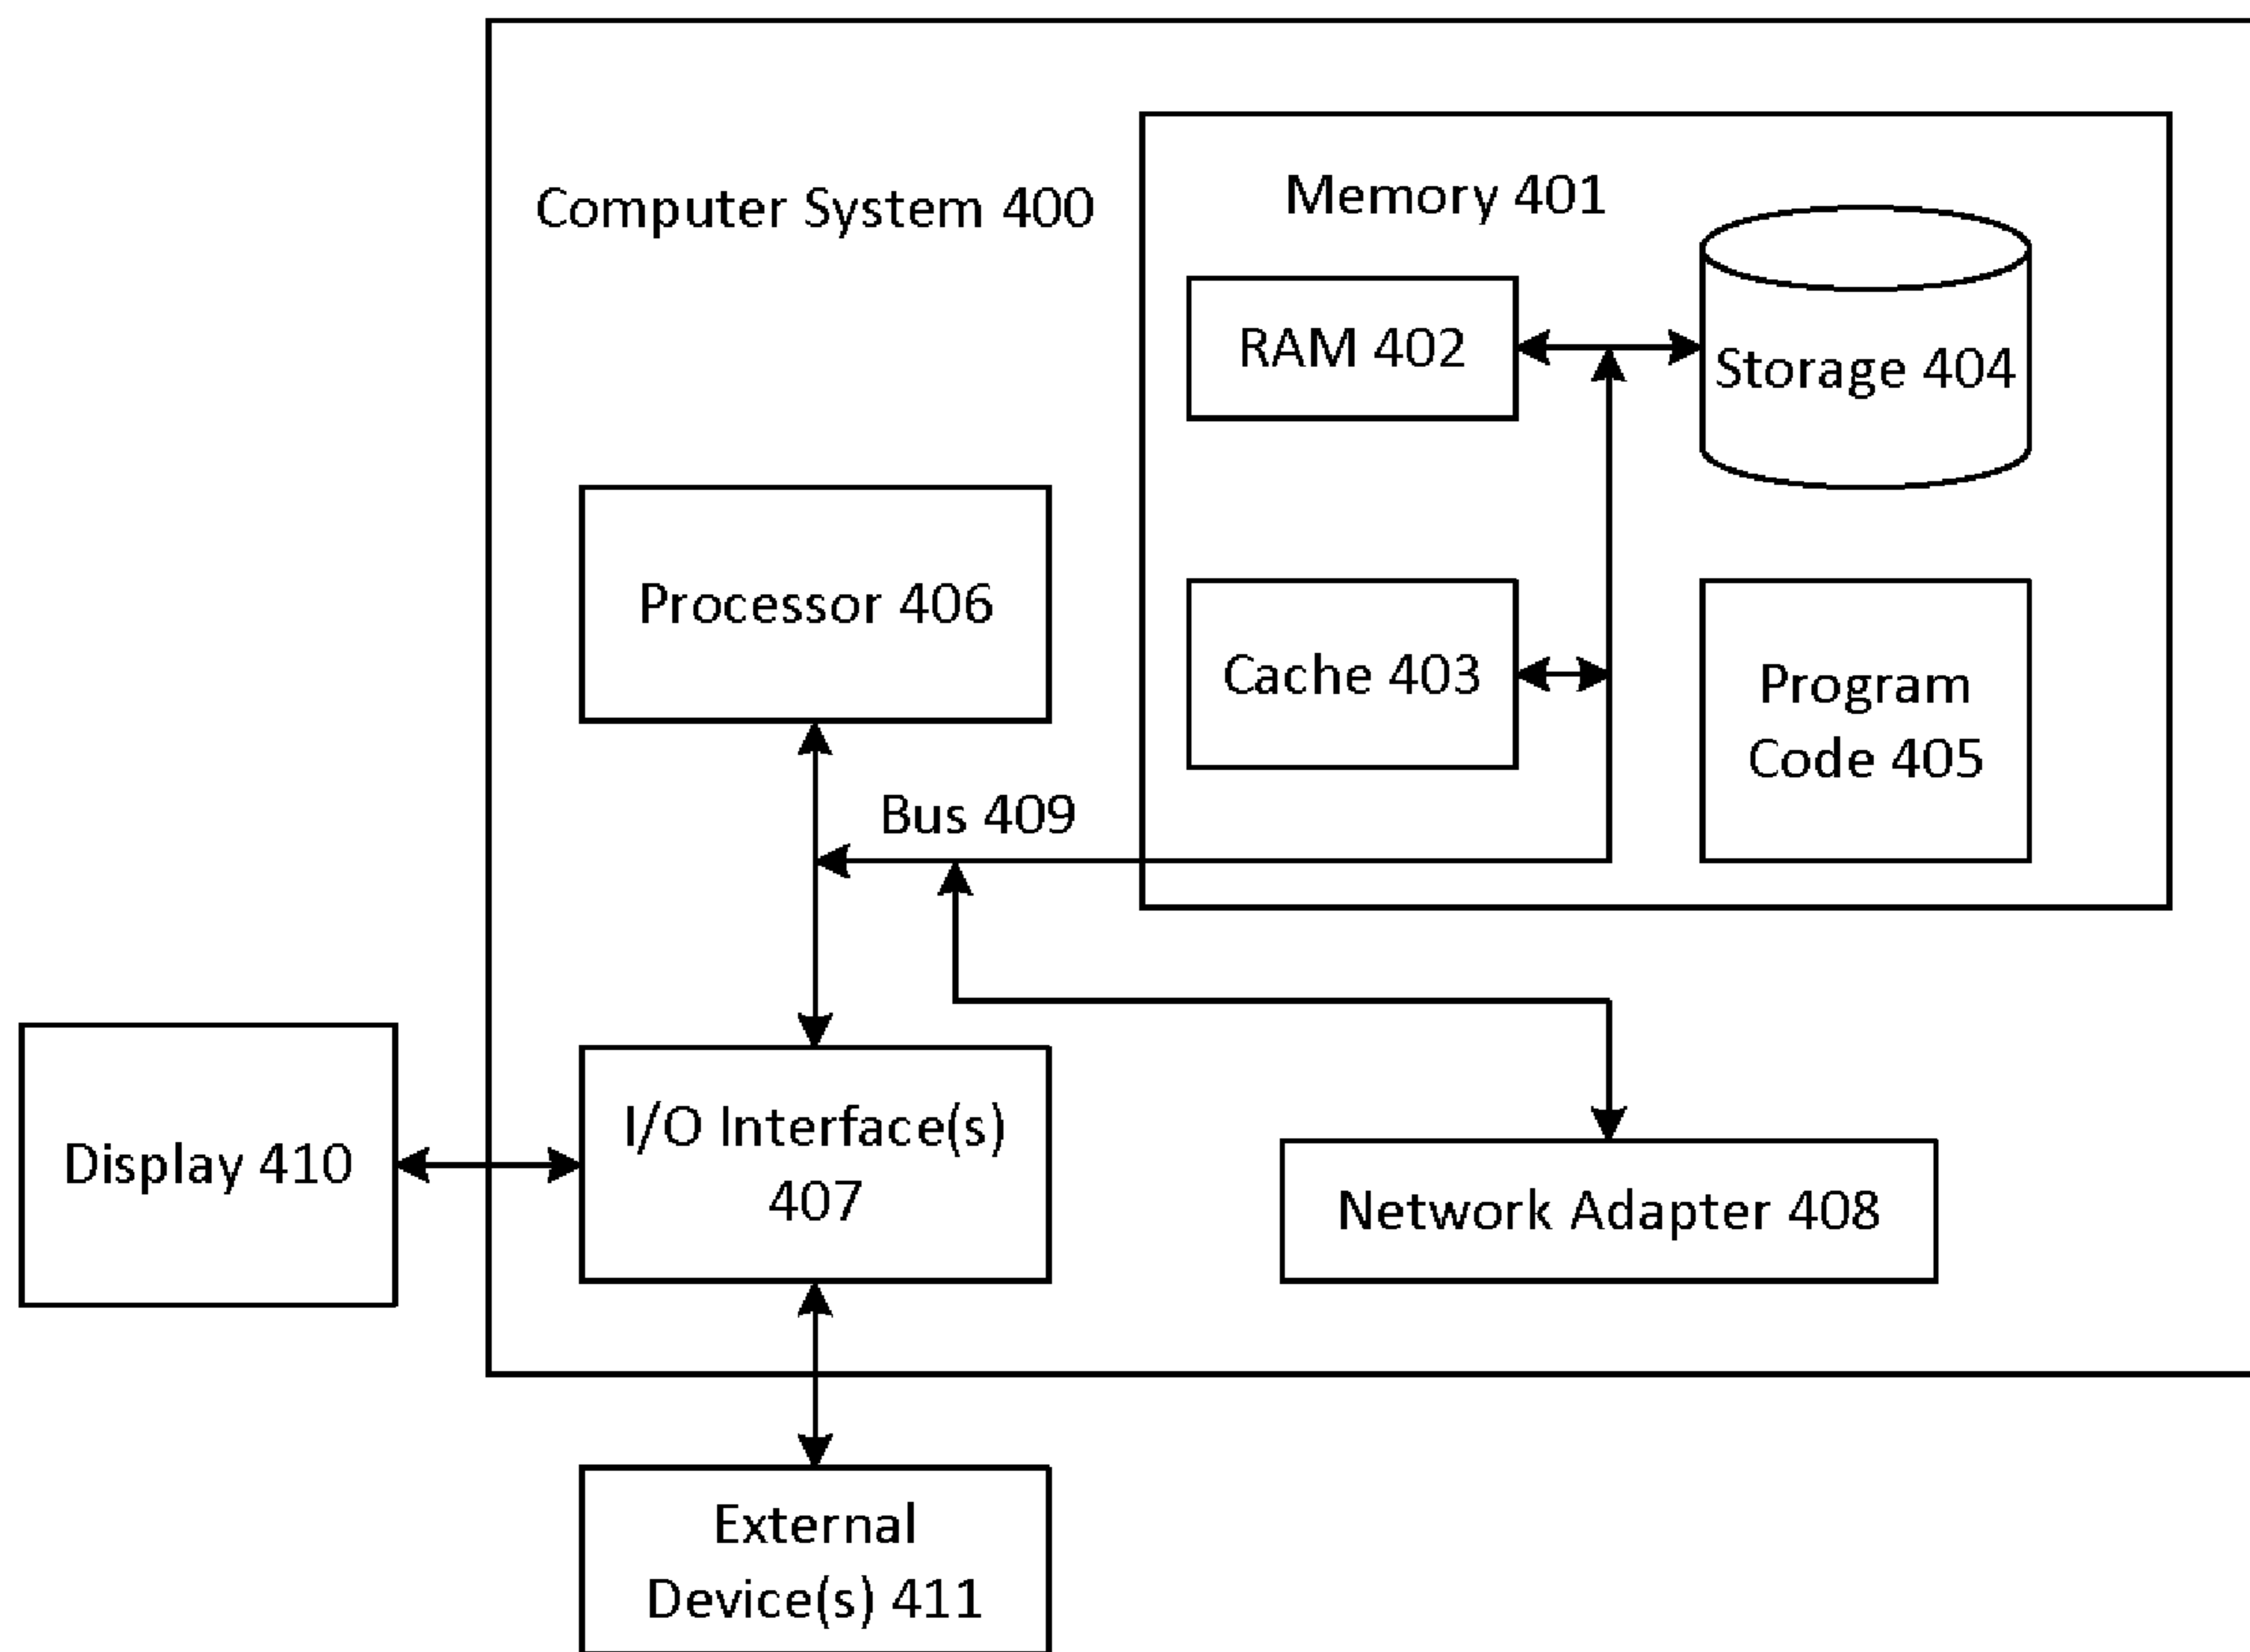 Computer System 400
Memory 401
RAM 402
Storage 404
Processor 406
Cache 403
Program
Code 405
Bus 409
Display 410
I/O Interface(s)
407
Network Adapter 408
External
Device(s) 411